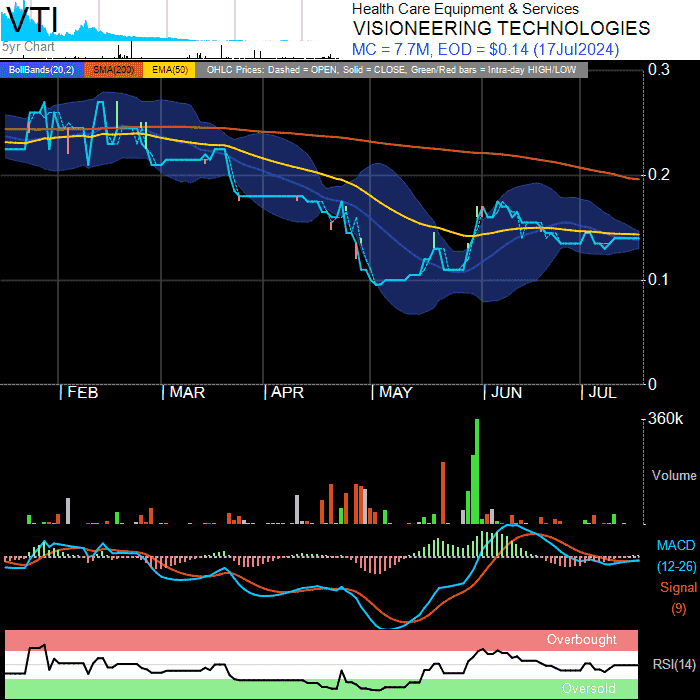 VTI
5yr Chart
Health Care Equipment & Services
VISIONEERING TECHNOLOGIES
MC = 7.7M, EOD = $0.14 (17Jul2024)
BollBands(20,2) SMA(200) EMA(50) OHLC Prices: Dashed = OPEN, Solid = CLOSE, Green/Red bars = Intra-day HIGH/LOW
0.3
0.2
0.1
0
FEB MAR APR MAY JUN JUL
360k
Volume
MACD
(12-26)
Signal
(9)
Overbought
RSI(14)
Oversold